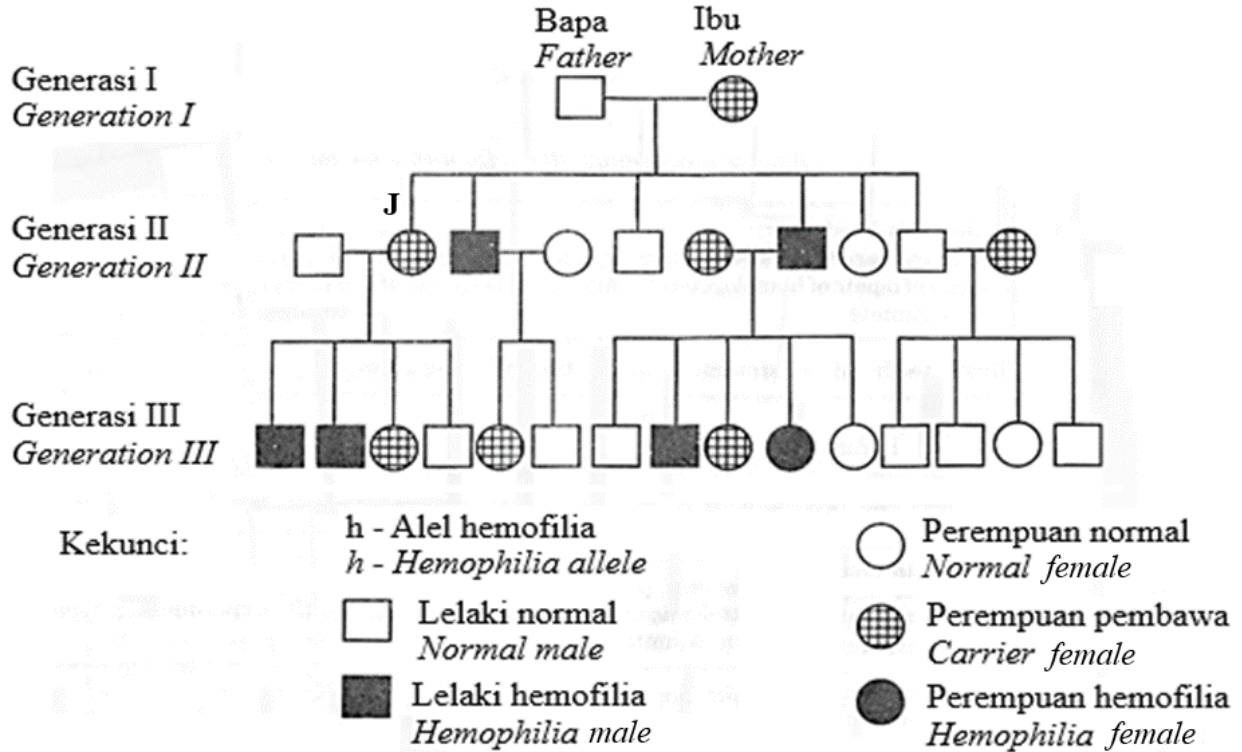 Bapa
Father
Ibu
Mother
Generasi I
Generation I
J
Generasi II
Generation II
Generasi III
Generation III
Kekunci:
h - Alel hemofilia
h - Hemophilia allele
Lelaki normal
Normal male
Lelaki hemofilia
Hemophilia male
Perempuan normal
Normal female
Perempuan pembawa
Carrier female
Perempuan hemofilia
Hemophilia female